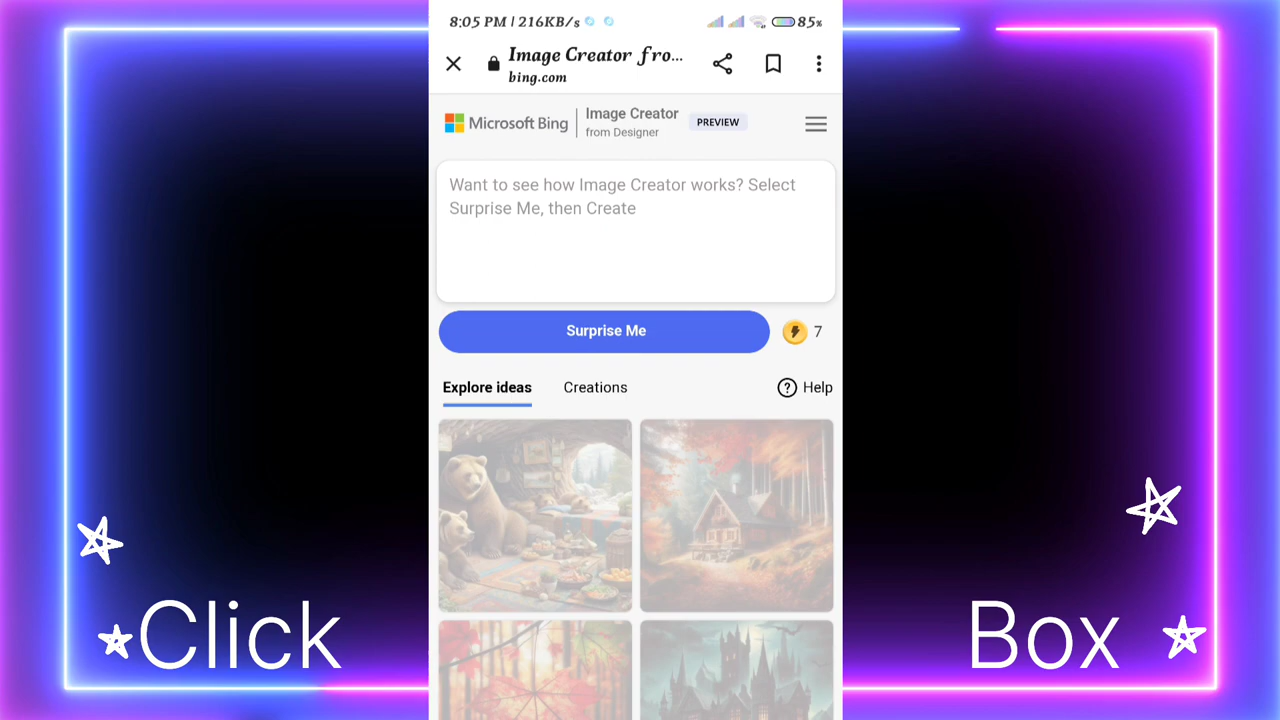 8:05 PM | 216KB/s
85%
Image Creator fro...
bing.com
Microsoft Bing
Image Creator
from Designer
PREVIEW
Want to see how Image Creator works? Select
Surprise Me, then Create
Surprise Me
7
Explore ideas
Creations
Help
Click
Box